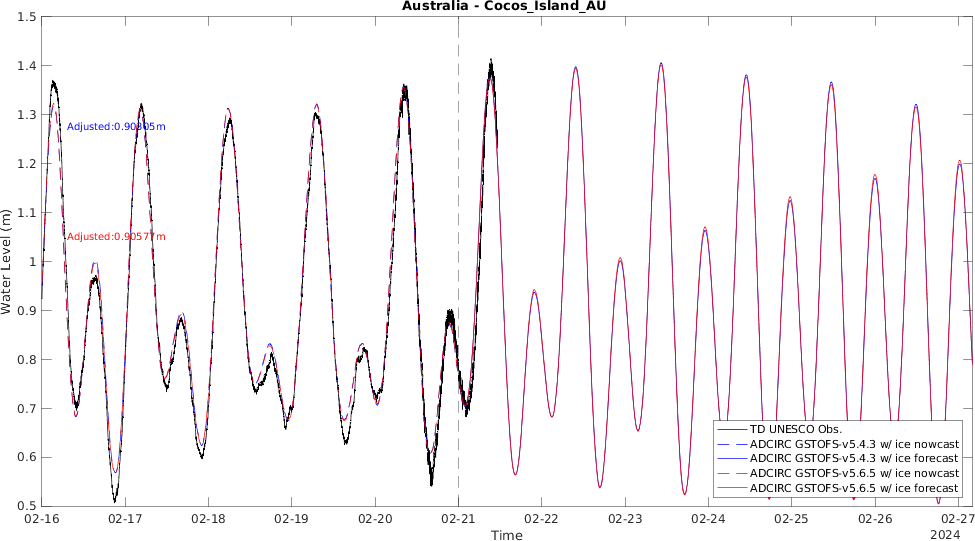 Australia - Cocos_Island_AU
Water Level (m)
1.5
1.4
1.3
1.2
1.1
1
0.9
0.8
0.7
0.6
0.5
Adjusted:0.90577m
TD UNESCO Obs.
ADCIRC GSTOFS-v5.4.3 w/ ice nowcast
ADCIRC GSTOFS-v5.4.3 w/ ice forecast
ADCIRC GSTOFS-v5.6.5 w/ ice nowcast
ADCIRC GSTOFS-v5.6.5 w/ ice forecast
02-16 02-17 02-18 02-19 02-20 02-21 02-22 02-23 02-24 02-25 02-26 02-27
Time
2024